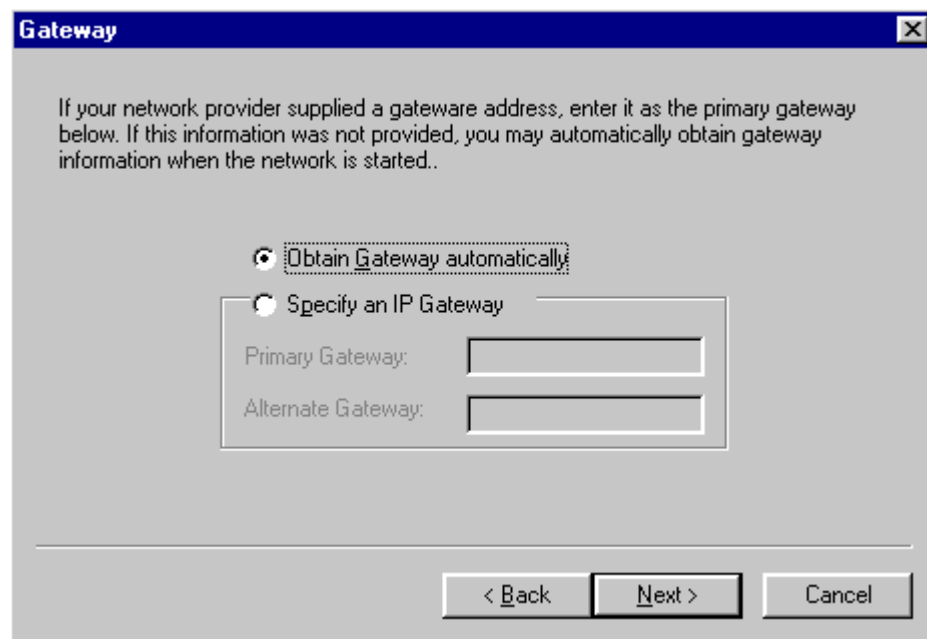 Gateway
If your network provider supplied a gateware address, enter it as the primary gateway
below. If this information was not provided, you may automatically obtain gateway
information when the network is started..
Obtain Gateway automatically
Specify an IP Gateway
Primary Gateway:
Alternate Gateway:
< Back
Next >
Cancel